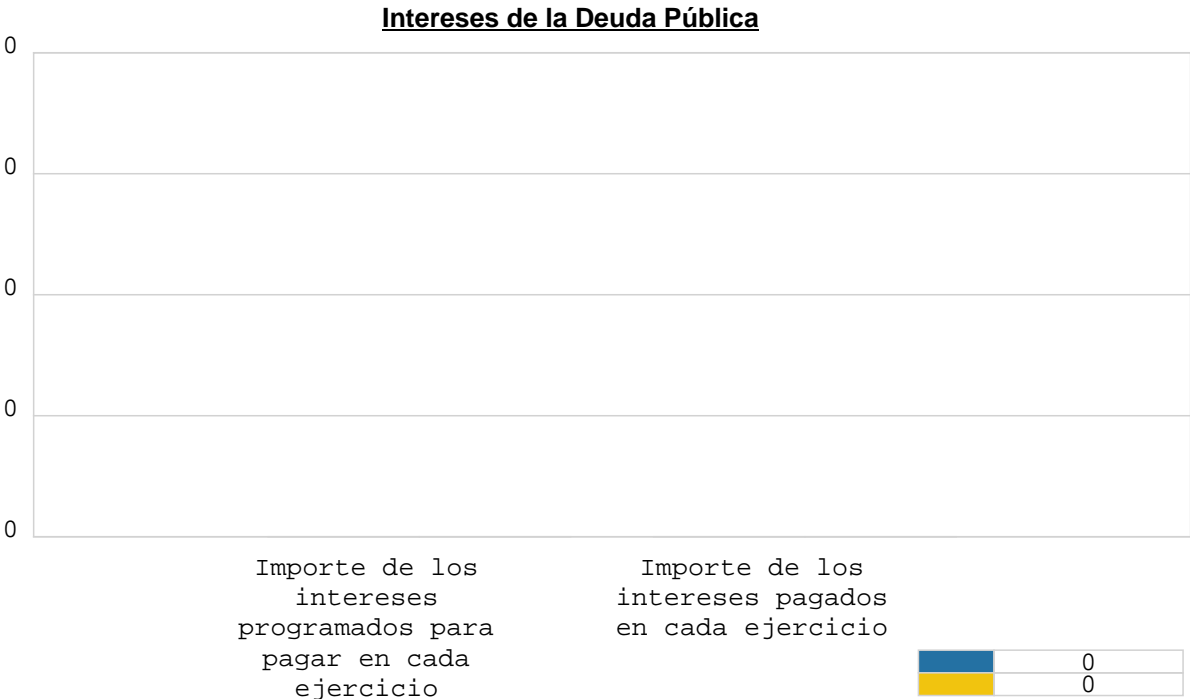 Intereses de la Deuda Pública
0
0
0
0
0
Importe de los
intereses
programados para
pagar en cada
ejercicio
Importe de los
intereses pagados
en cada ejercicio
0
0